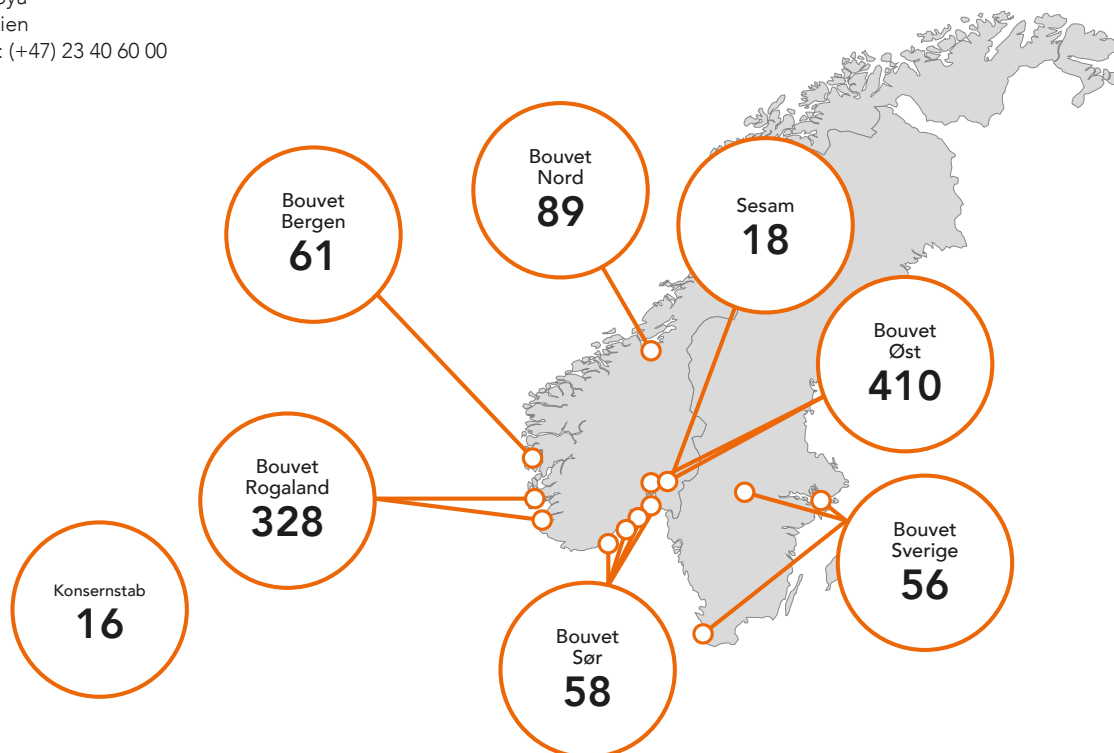 : (+47) 23 40 60 00
Bouvet
Nord
89
Bouvet
Bergen
61
Sesam
18
Bouvet
Øst
410
Bouvet
Rogaland
328
Bouvet
Sverige
56
Konsernstab
16
Bouvet
Sør
58